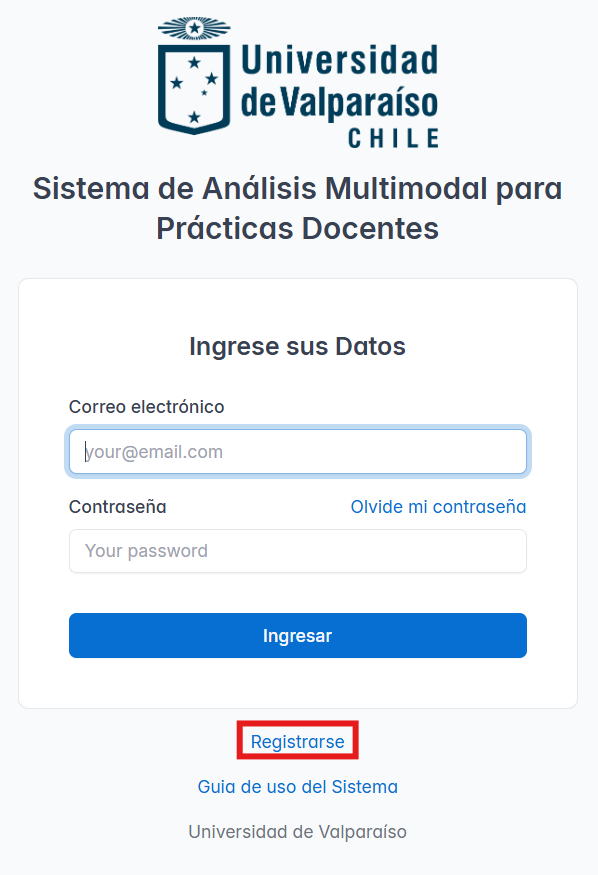 Universidad
de Valparaíso
CHILE
Sistema de Análisis Multimodal para
Prácticas Docentes
Ingrese sus Datos
Correo electrónico
your@email.com
Contraseña Olvide mi contraseña
Your password
Ingresar
Registrarse
Guia de uso del Sistema
Universidad de Valparaíso